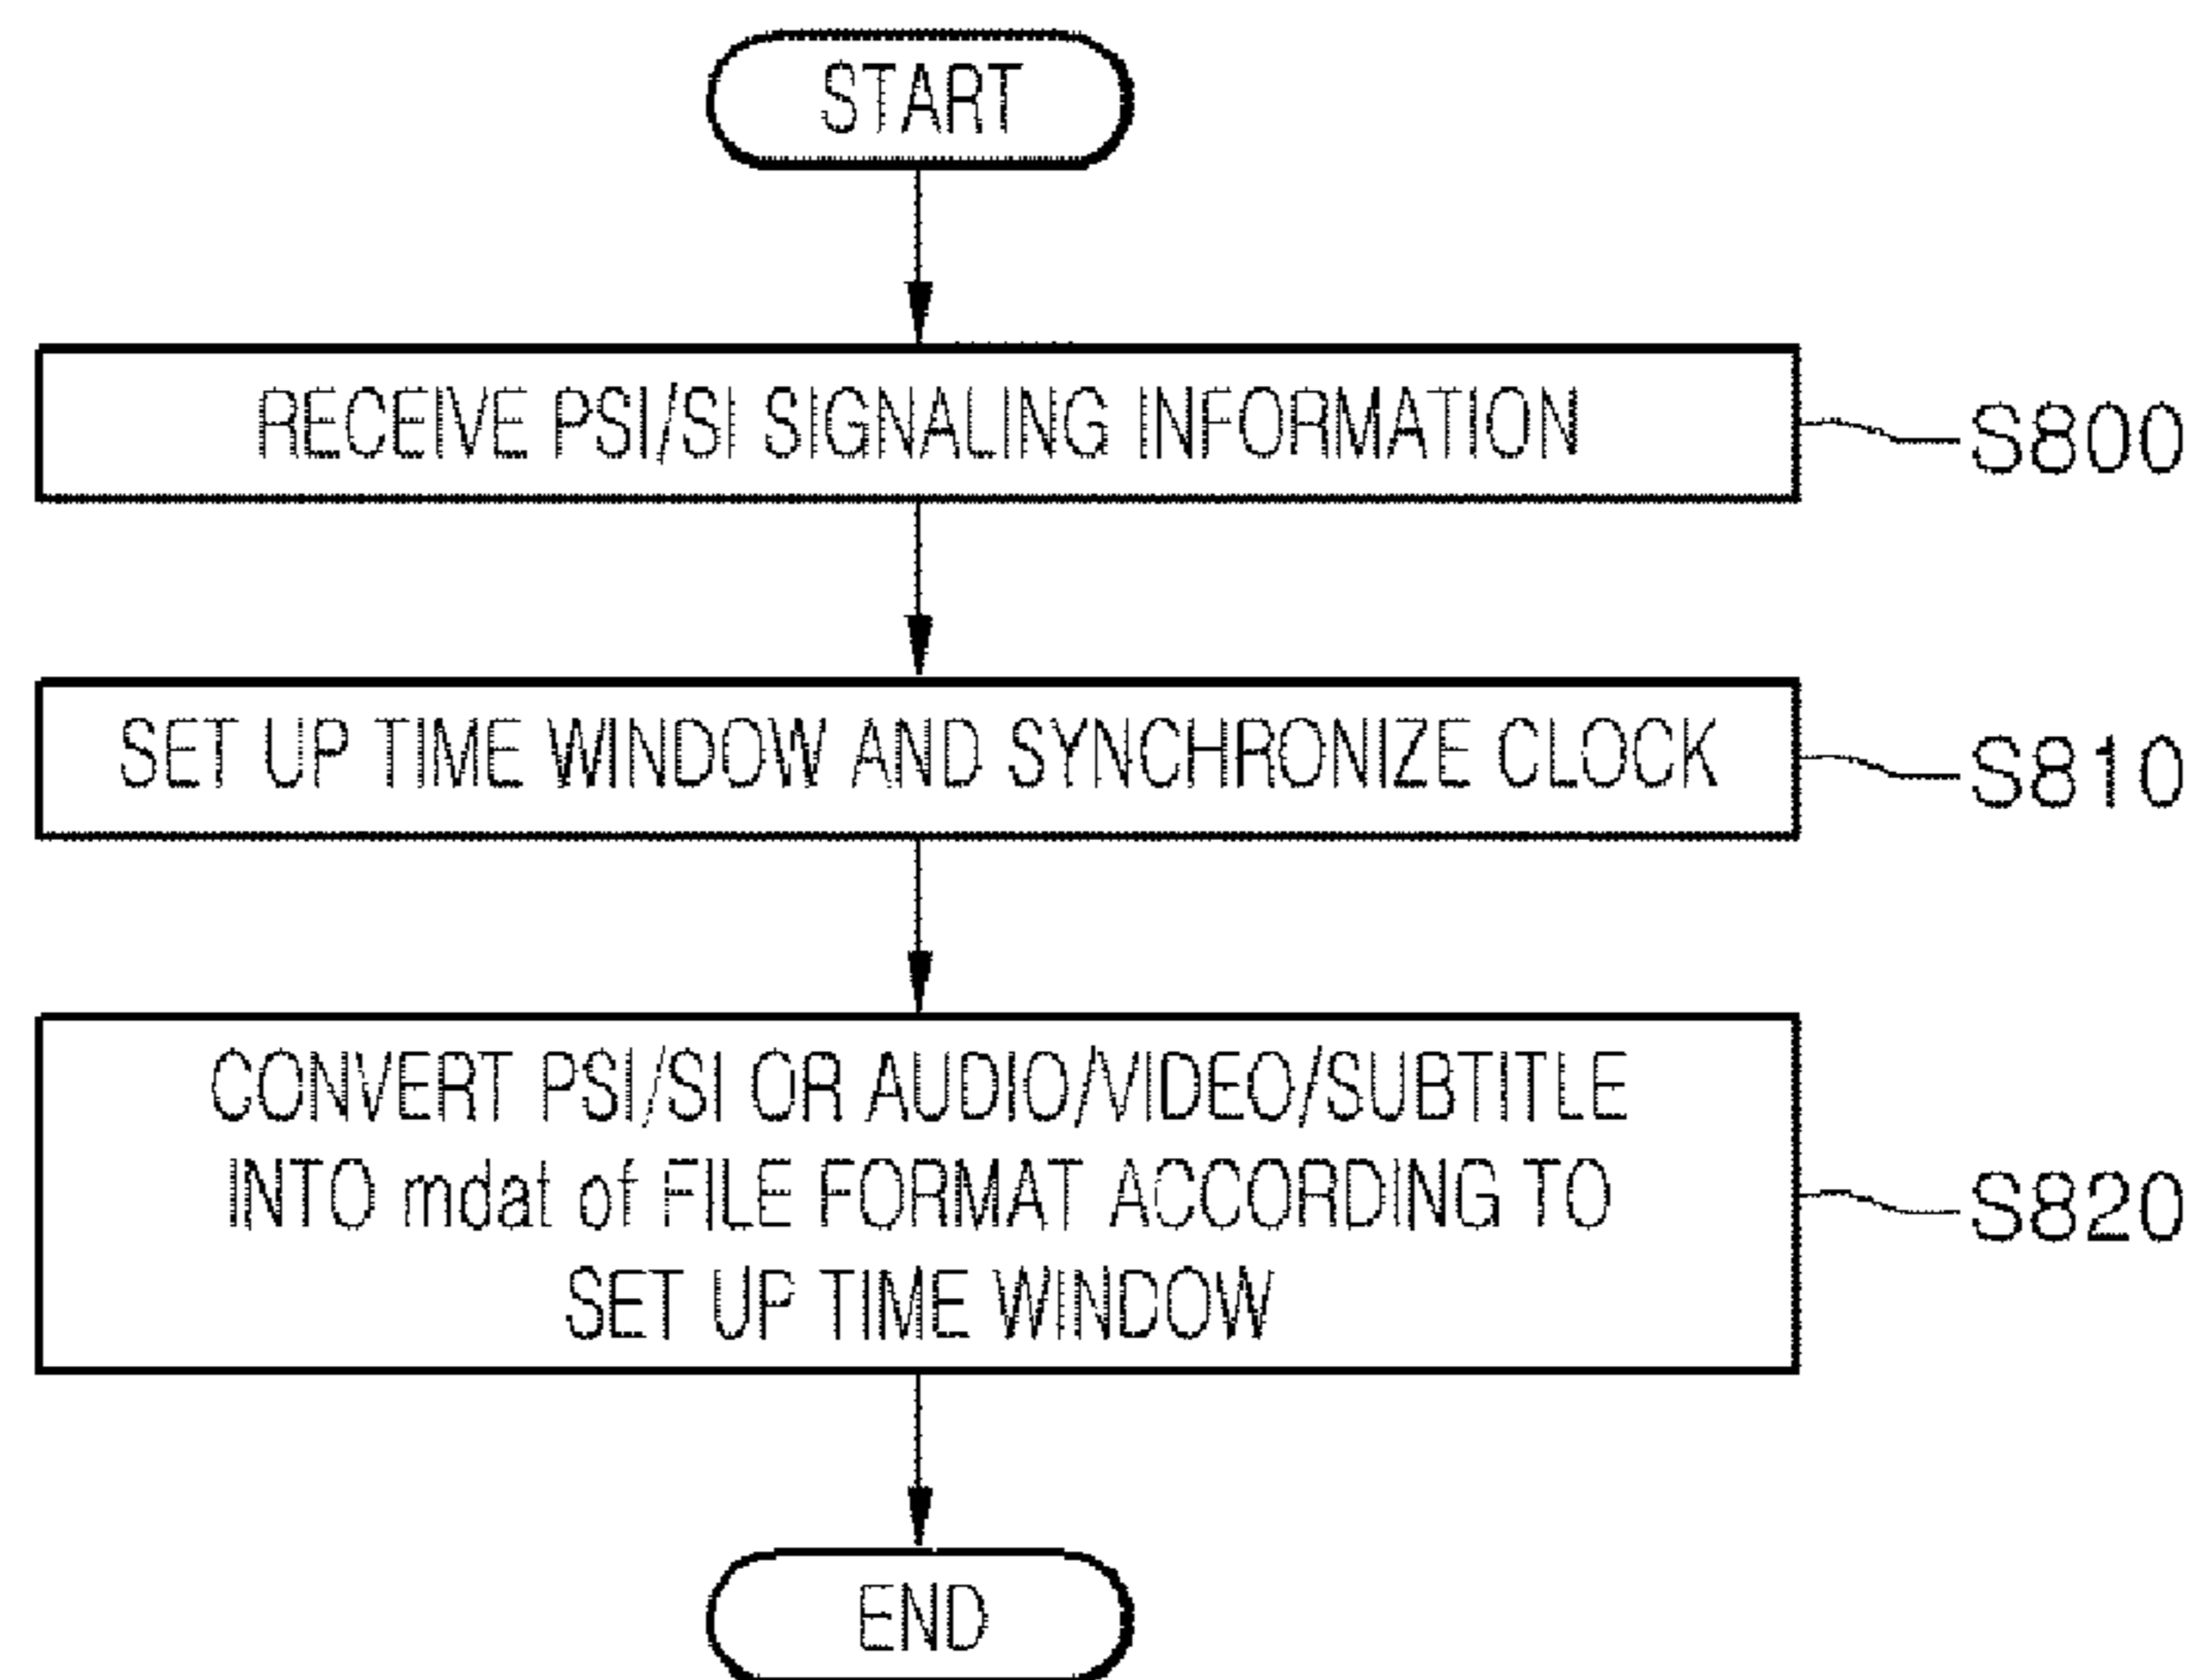 START
RECEIVE PSI/SI SIGNALING INFORMATION
S800
SET UP TIME WINDOW AND SYNCHRONIZE CLOCK
S810
CONVERT PSI/SI OR AUDIO/VIDEO/SUBTITLE
INTO mdat of FILE FORMAT ACCORDING TO
SET UP TIME WINDOW
S820
END